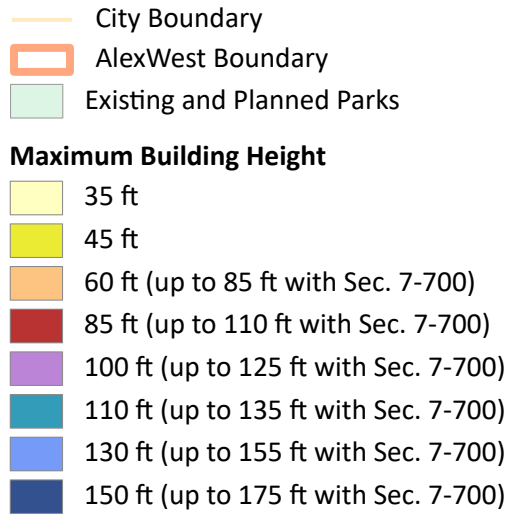 City Boundary
AlexWest Boundary
Existing and Planned Parks
Maximum Building Height
35 ft
45 ft
60 ft (up to 85 ft with Sec. 7-700)
85 ft (up to 110 ft with Sec. 7-700)
100 ft (up to 125 ft with Sec. 7-700)
110 ft (up to 135 ft with Sec. 7-700)
130 ft (up to 155 ft with Sec. 7-700)
150 ft (up to 175 ft with Sec. 7-700)